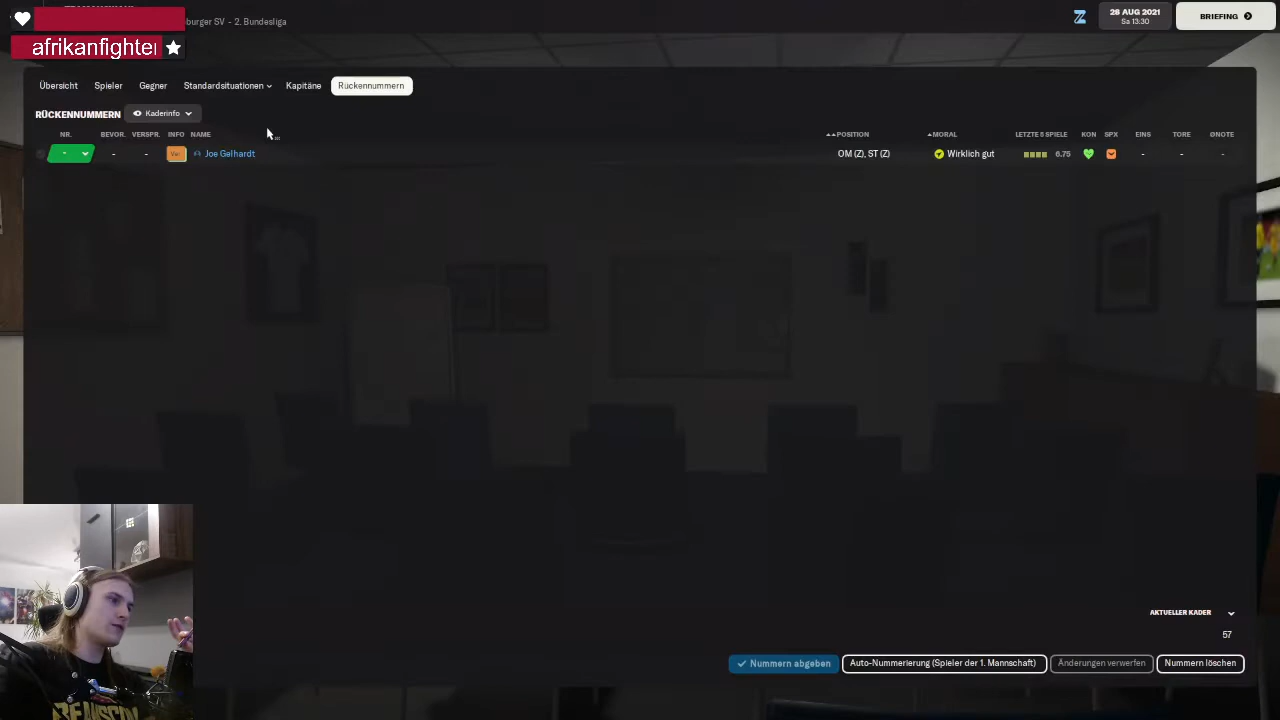 burger SV - 2. Bundesliga
28 AUG 2021
Sa 13:30
BRIEFING
afrikanfighter
Übersicht
Spieler
Gegner
Standardsituationen
Kapitäne
Rückennummern
RÜCKENNUMMERN
Kaderinfo
NR. BEVOR. VERSPR. INFO NAME POSITION MORAL LETZTE 5 SPIELE KON SPX EINS TORE ØNOTE
- - - Ver. Joe Gelhardt OM (Z), ST (Z) Wirklich gut 6.75 - - -
AKTUELLER KADER
57
Nummern abgeben
Auto-Nummerierung (Spieler der 1. Mannschaft)
Änderungen verwerfen
Nummern löschen